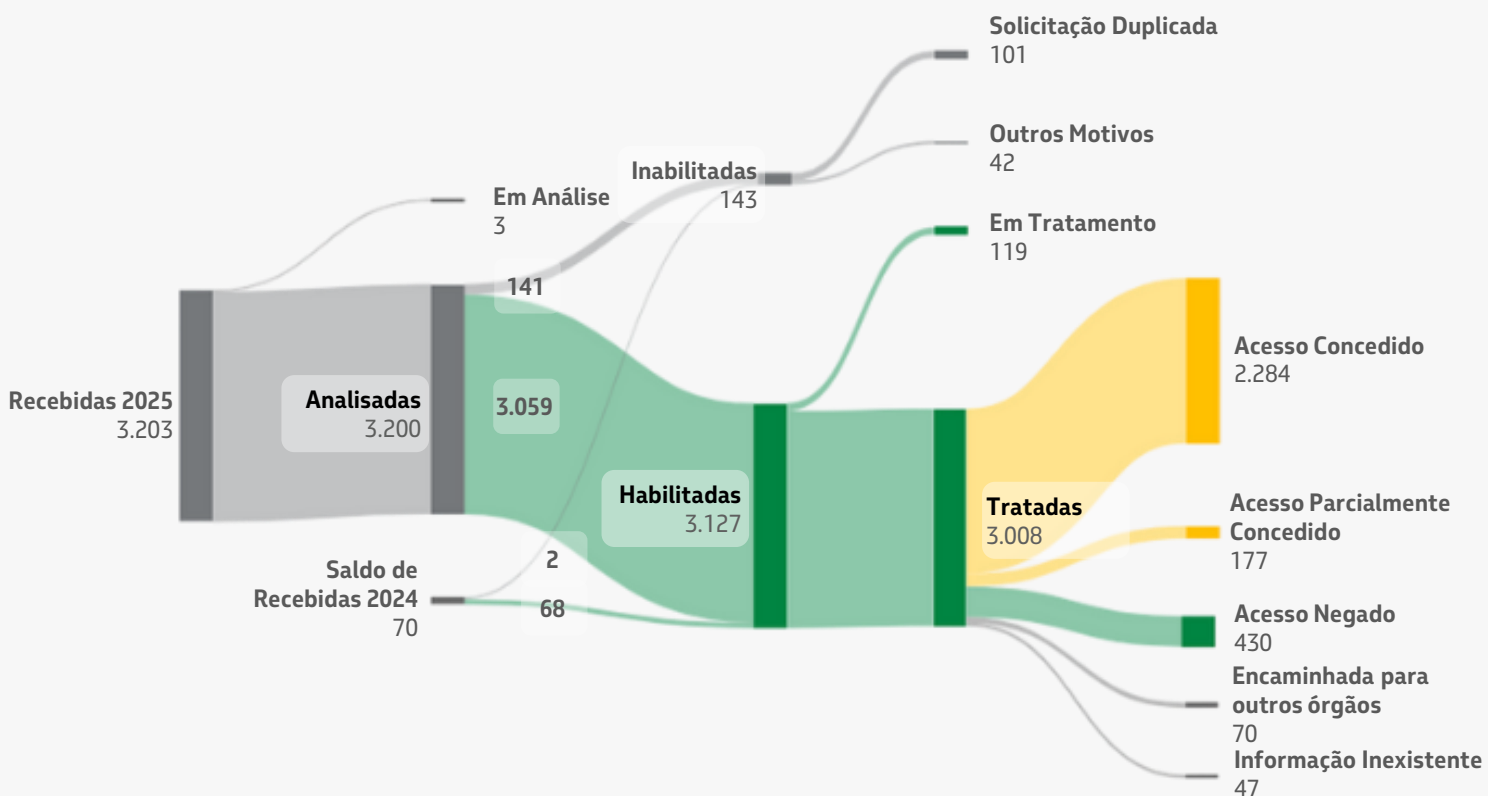 Recebidas 2025
3.203
Em Análise
3
Analisadas
3.200
141
3.059
Saldo de
Recebidas 2024
70
2
68
Inabilitadas
143
Solicitação Duplicada
101
Outros Motivos
42
Em Tratamento
119
Habilitadas
3.127
Tratadas
3.008
Acesso Concedido
2.284
Acesso Parcialmente
Concedido
177
Acesso Negado
430
Encaminhada para
outros órgãos
70
Informação Inexistente
47